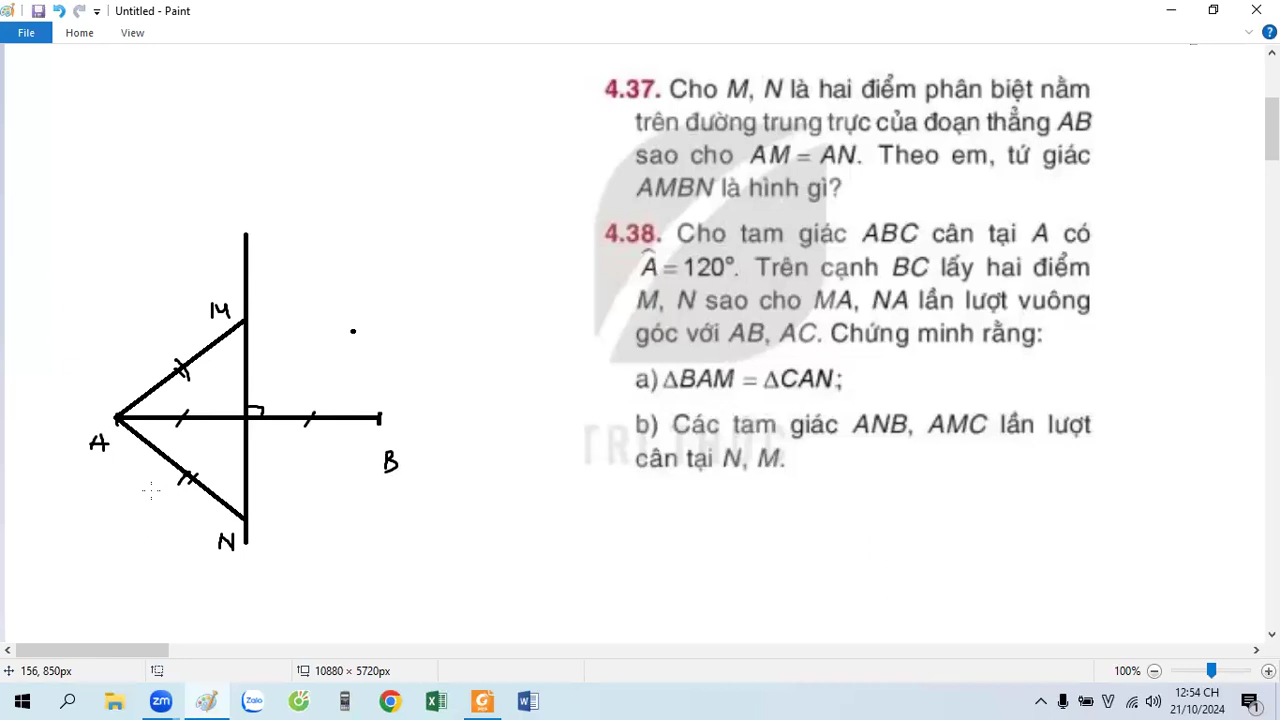 Untitled - Paint
File Home View
4.37. Cho M, N là hai điểm phân biệt nằm
trên đường trung trực của đoạn thẳng AB
sao cho AM = AN. Theo em, tứ giác
AMBN là hình gì?
4.38. Cho tam giác ABC cân tại A có
Â = 120°. Trên cạnh BC lấy hai điểm
M, N sao cho MA, NA lần lượt vuông
góc với AB, AC. Chứng minh rằng:
a) ΔBAM = ΔCAN;
b) Các tam giác ANB, AMC lần lượt
cân tại N, M.
M
A
B
N
156, 850px
10880 × 5720px
100%
zm
Zalo
12:54 CH
21/10/2024